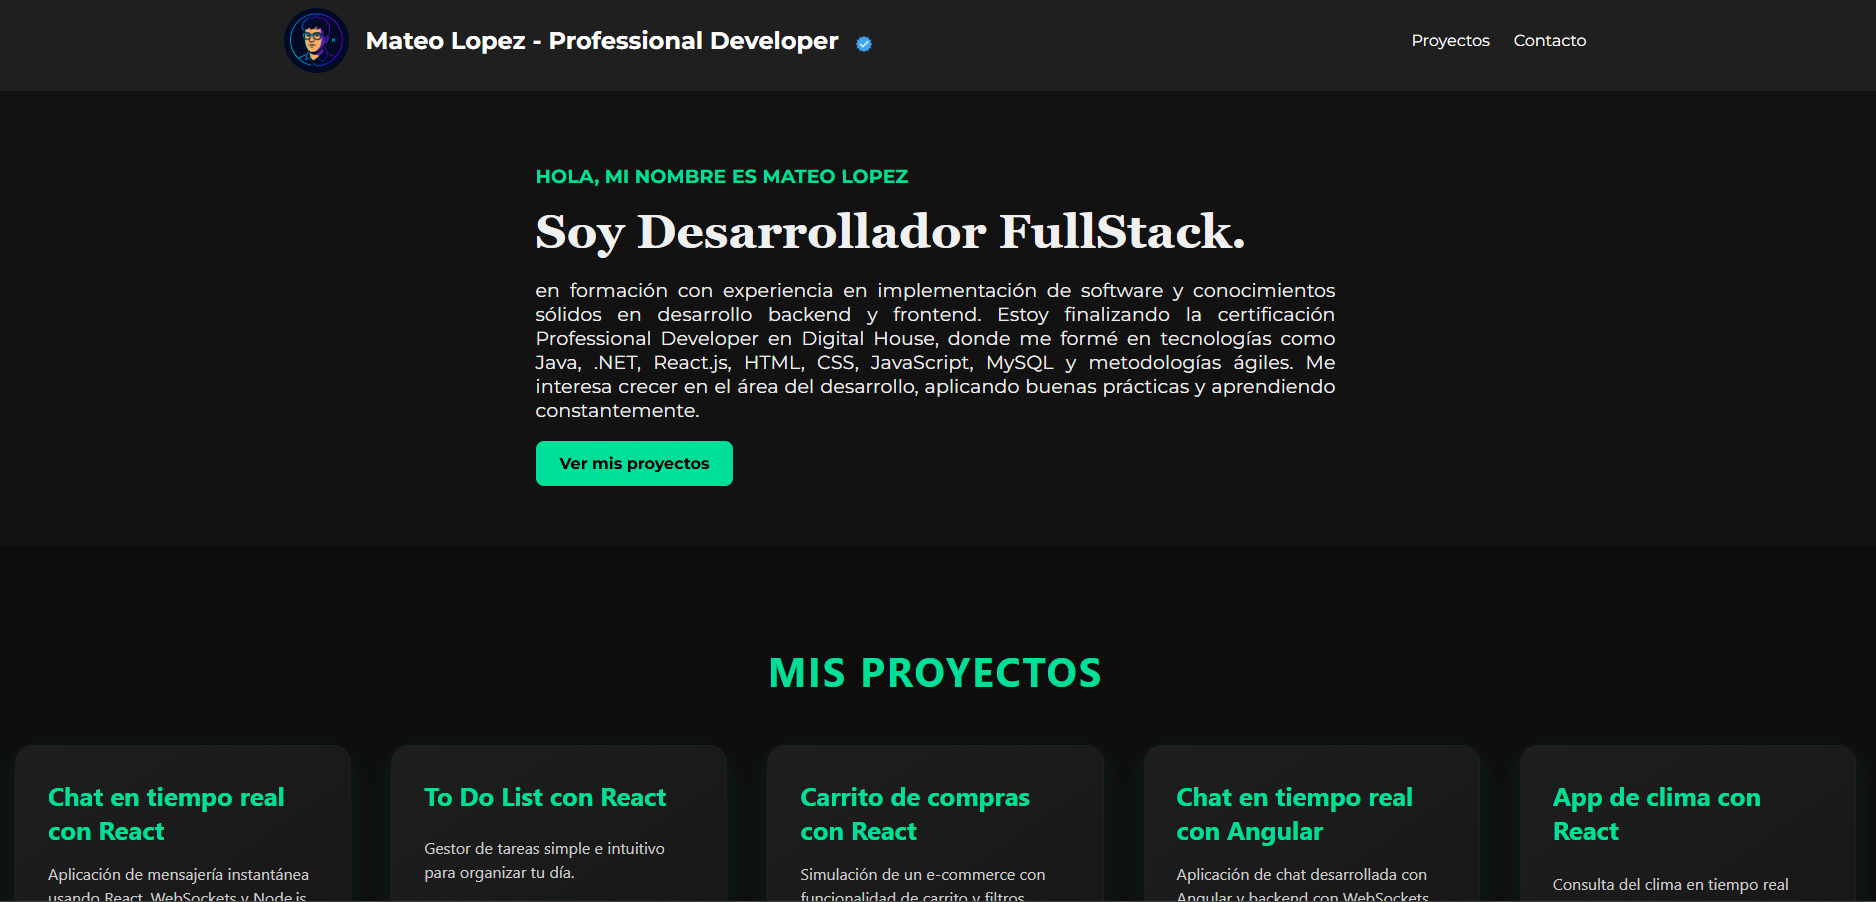 Mateo Lopez - Professional Developer
Proyectos
Contacto
HOLA, MI NOMBRE ES MATEO LOPEZ
Soy Desarrollador FullStack.
en formación con experiencia en implementación de software y conocimientos
sólidos en desarrollo backend y frontend. Estoy finalizando la certificación
Professional Developer en Digital House, donde me formé en tecnologías como
Java, .NET, React.js, HTML, CSS, JavaScript, MySQL y metodologías ágiles. Me
interesa crecer en el área del desarrollo, aplicando buenas prácticas y aprendiendo
constantemente.
Ver mis proyectos
MIS PROYECTOS
Chat en tiempo real
con React
Aplicación de mensajería instantánea
usando React, WebSockets y Node.js
To Do List con React
Gestor de tareas simple e intuitivo
para organizar tu día.
Carrito de compras
con React
Simulación de un e-commerce con
funcionalidad de carrito y filtros
Chat en tiempo real
con Angular
Aplicación de chat desarrollada con
Angular y backend con WebSockets
App de clima con
React
Consulta del clima en tiempo real